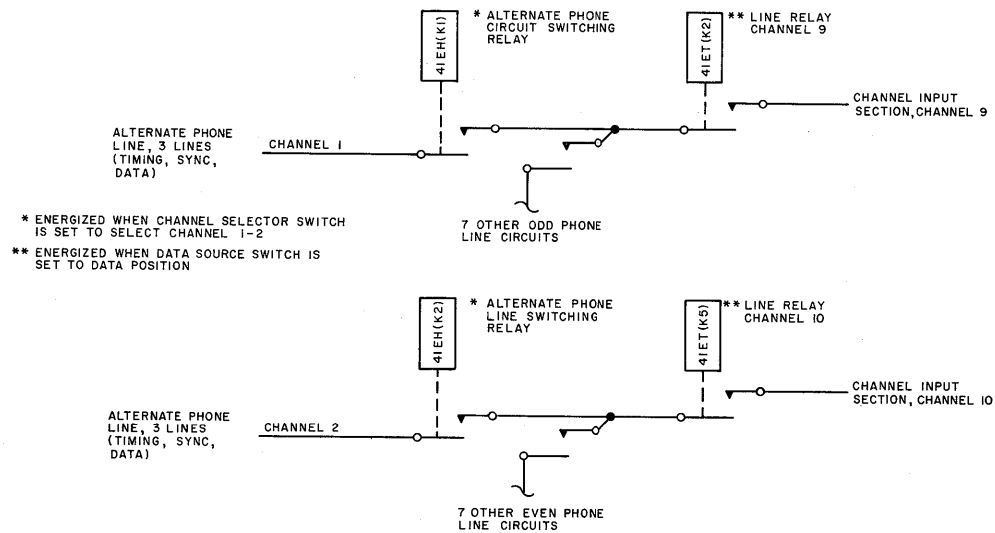 41EH(K1)
* ALTERNATE PHONE
CIRCUIT SWITCHING
RELAY
41ET(K2)
** LINE RELAY
CHANNEL 9
CHANNEL INPUT
SECTION, CHANNEL 9
ALTERNATE PHONE
LINE, 3 LINES
(TIMING, SYNC,
DATA)
CHANNEL 1
7 OTHER ODD PHONE
LINE CIRCUITS
* ENERGIZED WHEN CHANNEL SELECTOR SWITCH
IS SET TO SELECT CHANNEL 1-2
** ENERGIZED WHEN DATA SOURCE SWITCH IS
SET TO DATA POSITION
41EH(K2)
* ALTERNATE PHONE
LINE SWITCHING
RELAY
41ET(K5)
** LINE RELAY
CHANNEL 10
CHANNEL INPUT
SECTION, CHANNEL 10
ALTERNATE PHONE
LINE, 3 LINES
(TIMING, SYNC,
DATA)
CHANNEL 2
7 OTHER EVEN PHONE
LINE CIRCUITS